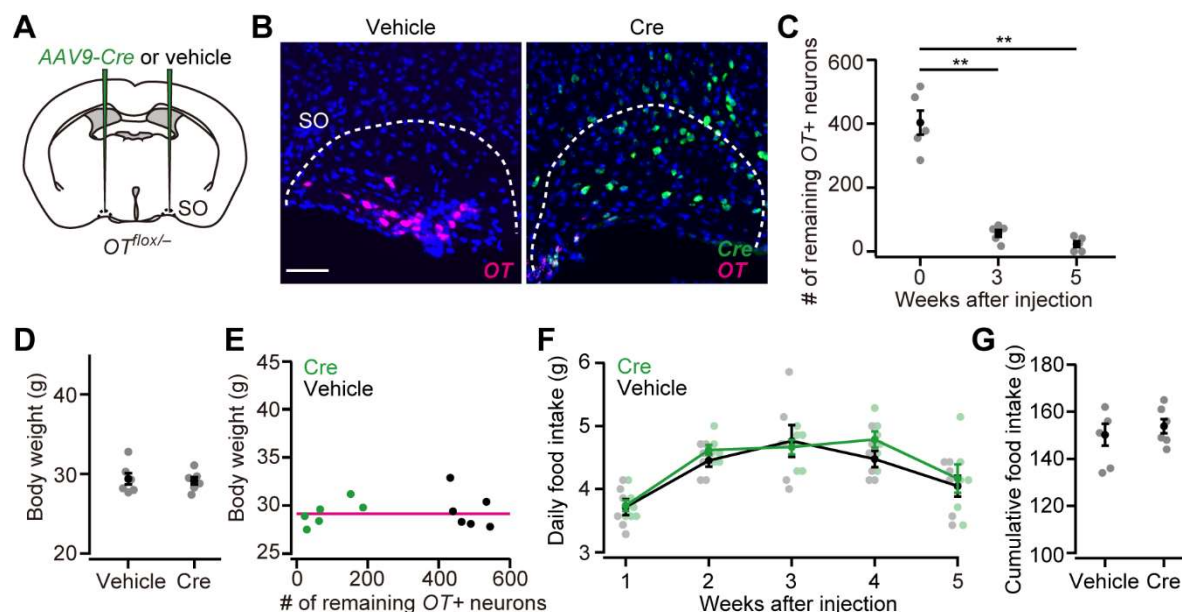 A
AAV9-Cre or vehicle
SO
OTflox/–
B
Vehicle
Cre
SO
OT
Cre
OT
C
# of remaining OT+ neurons
600
400
200
0
**
**
0 3 5
Weeks after injection
D
Body weight (g)
40
30
20
Vehicle Cre
E
Cre
Vehicle
Body weight (g)
45
40
35
30
25
0 200 400 600
# of remaining OT+ neurons
F
Cre
Vehicle
Daily food intake (g)
6
5
4
3
1 2 3 4 5
Weeks after injection
G
Cumulative food intake (g)
180
160
140
120
100
Vehicle Cre